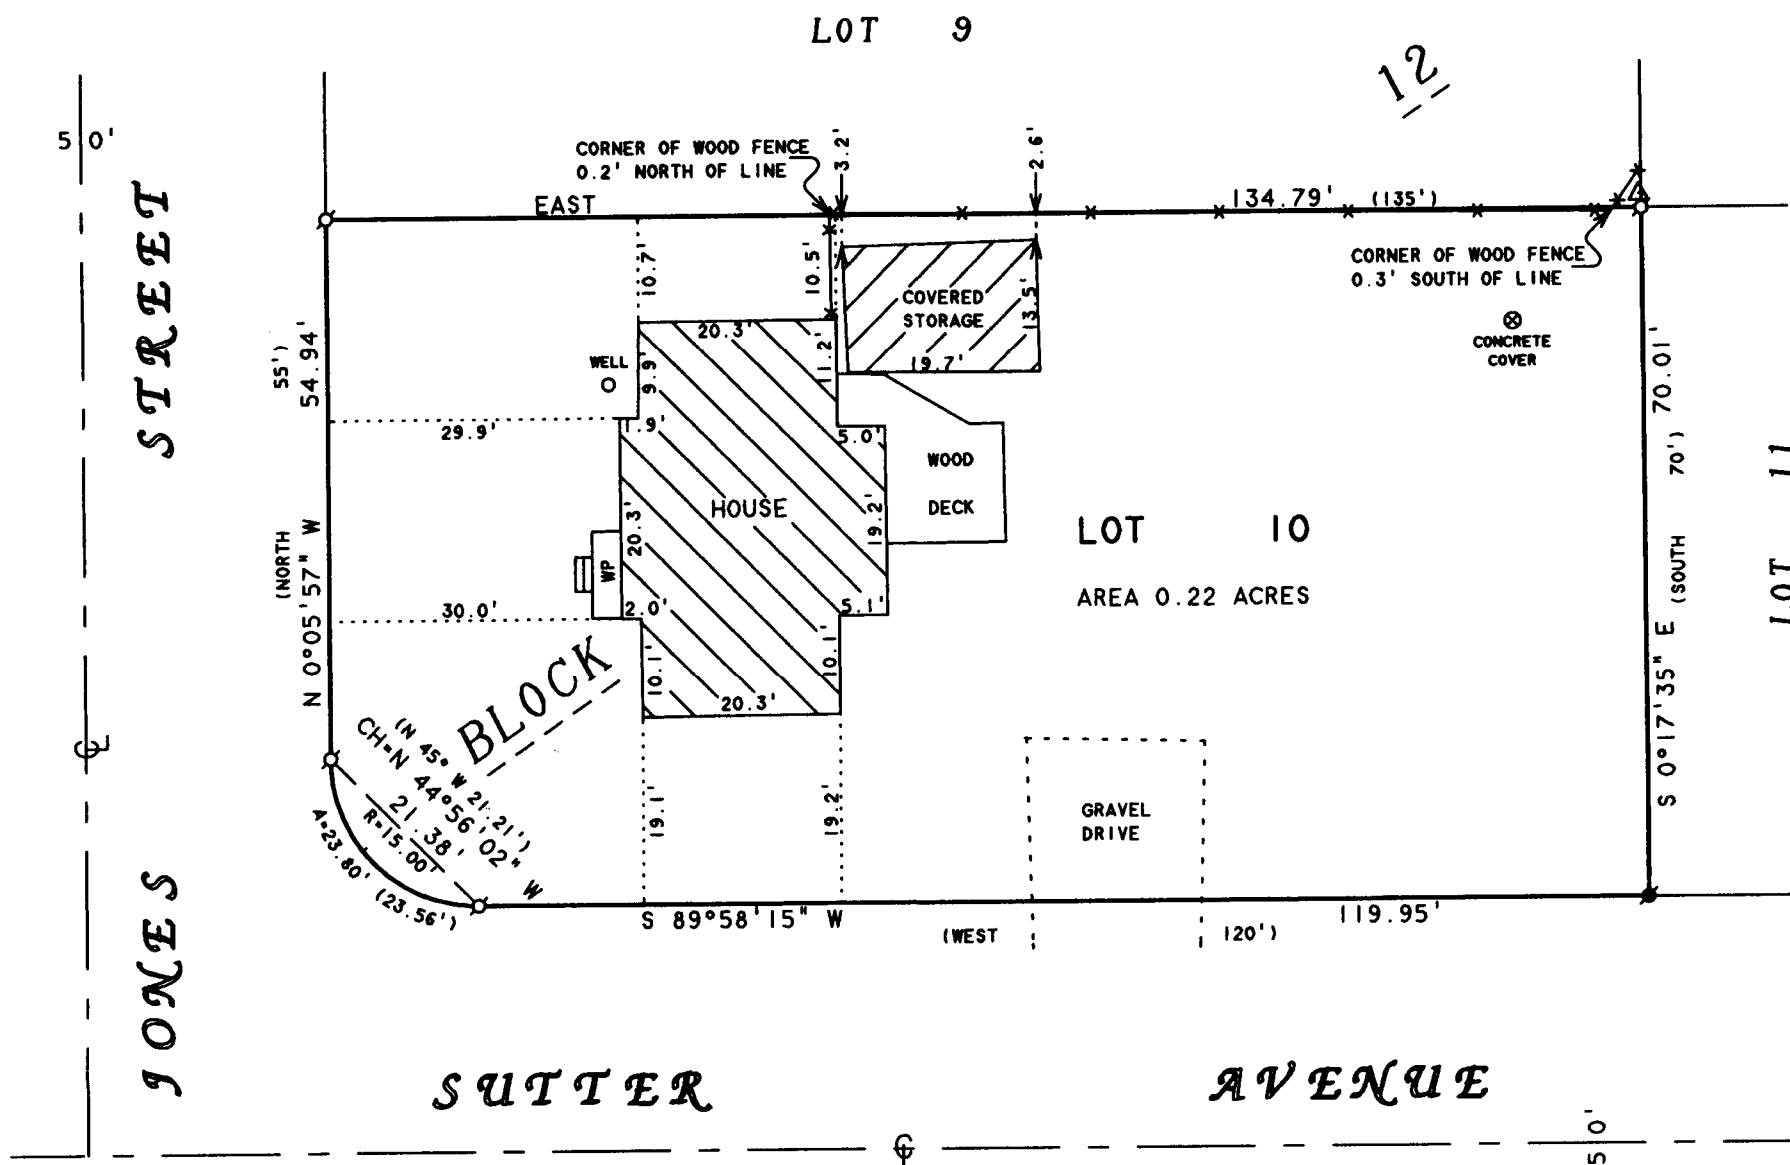 LOT 9
12
50'
STREET
CORNER OF WOOD FENCE
0.2' NORTH OF LINE
3.2'
2.6'
EAST
134.79' (135')
CORNER OF WOOD FENCE
0.3' SOUTH OF LINE
10.7'
10.5'
COVERED
STORAGE
13.5'
19.7'
CONCRETE
COVER
20.3'
11.2'
WELL
9.9'
1.9'
55')
54.94'
29.9'
5.0'
WOOD
DECK
HOUSE
19.2'
20.3'
WP
LOT 10
AREA 0.22 ACRES
70.01'
70')
(SOUTH
S 0°17'35" E
LOT 11
(NORTH
N 0°05'57" W
30.0'
2.0'
5.1'
10.1'
10.1'
20.3'
BLOCK
(N 45° W 21.21')
CH=N 44°56'02" W
21.38'
R=15.00'
A=23.80' (23.56')
19.1'
19.2'
GRAVEL
DRIVE
S 89°58'15" W
119.95'
(WEST 120')
JONES
SUTTER AVENUE
50'